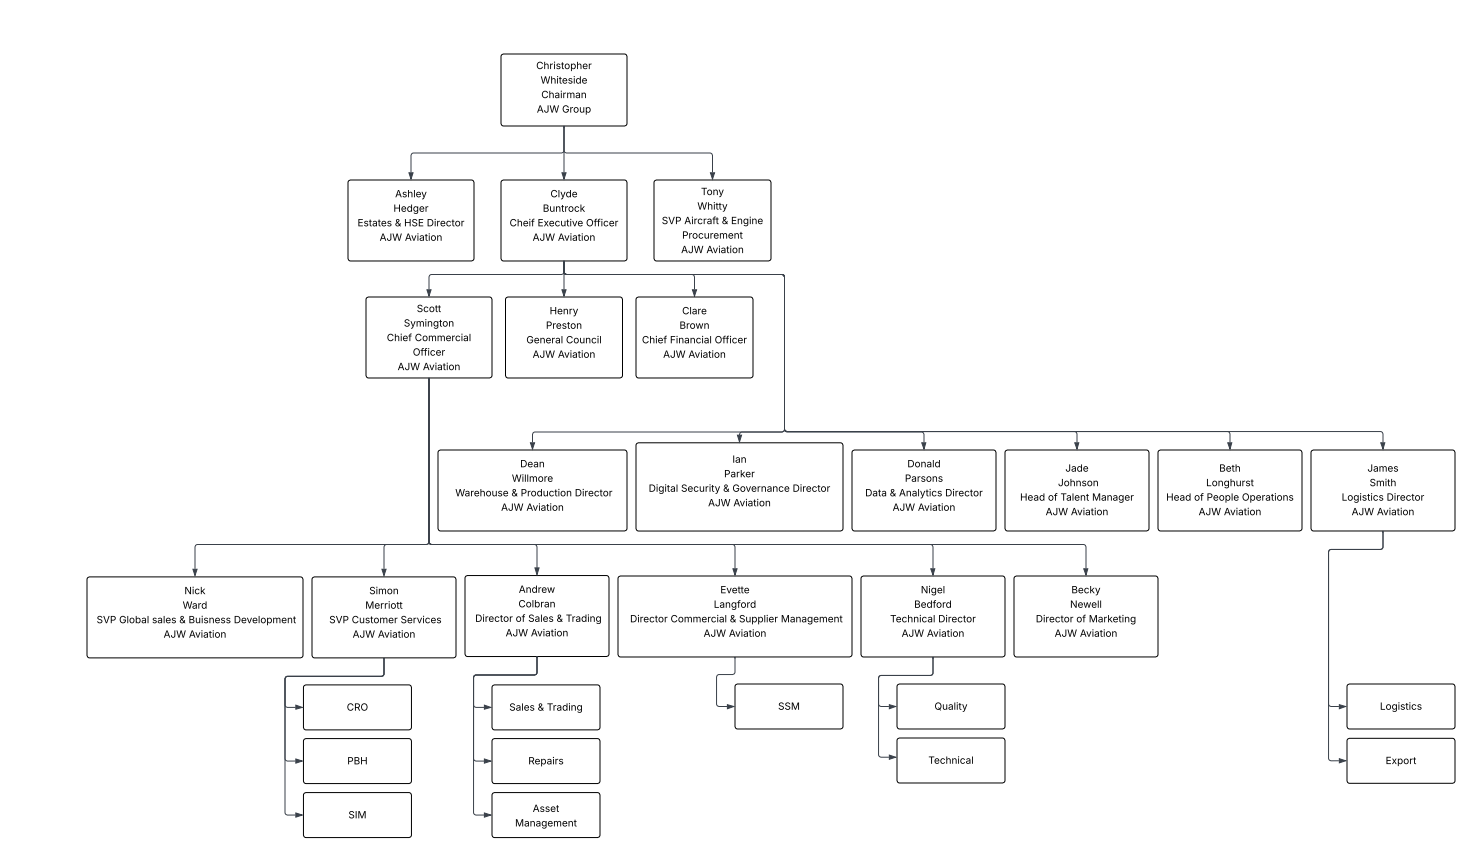 Christopher
Whiteside
Chairman
AJW Group
Ashley
Hedger
Estates & HSE Director
AJW Aviation
Clyde
Buntrock
Cheif Executive Officer
AJW Aviation
Tony
Whitty
SVP Aircraft & Engine
Procurement
AJW Aviation
Scott
Symington
Chief Commercial
Officer
AJW Aviation
Henry
Preston
General Council
AJW Aviation
Clare
Brown
Chief Financial Officer
AJW Aviation
Dean
Willmore
Warehouse & Production Director
AJW Aviation
Ian
Parker
Digital Security & Governance Director
AJW Aviation
Donald
Parsons
Data & Analytics Director
AJW Aviation
Jade
Johnson
Head of Talent Manager
AJW Aviation
Beth
Longhurst
Head of People Operations
AJW Aviation
James
Smith
Logistics Director
AJW Aviation
Nick
Ward
SVP Global sales & Buisness Development
AJW Aviation
Simon
Merriott
SVP Customer Services
AJW Aviation
Andrew
Colbran
Director of Sales & Trading
AJW Aviation
Evette
Langford
Director Commercial & Supplier Management
AJW Aviation
Nigel
Bedford
Technical Director
AJW Aviation
Becky
Newell
Director of Marketing
AJW Aviation
CRO
PBH
SIM
Sales & Trading
Repairs
Asset
Management
SSM
Quality
Technical
Logistics
Export